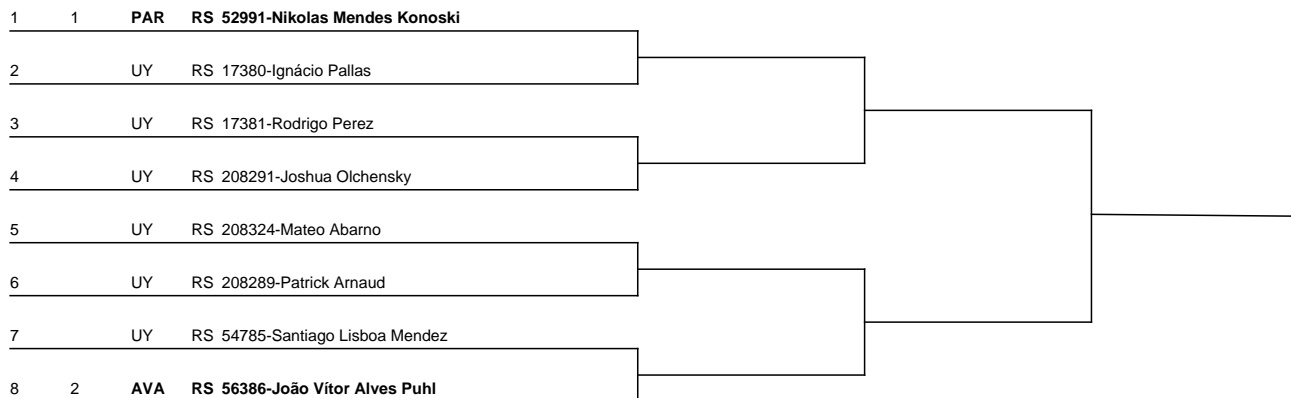 1 1 PAR RS 52991-Nikolas Mendes Konoski
2 UY RS 17380-Ignácio Pallas
3 UY RS 17381-Rodrigo Perez
4 UY RS 208291-Joshua Olchensky
5 UY RS 208324-Mateo Abarno
6 UY RS 208289-Patrick Arnaud
7 UY RS 54785-Santiago Lisboa Mendez
8 2 AVA RS 56386-João Vítor Alves Puhl